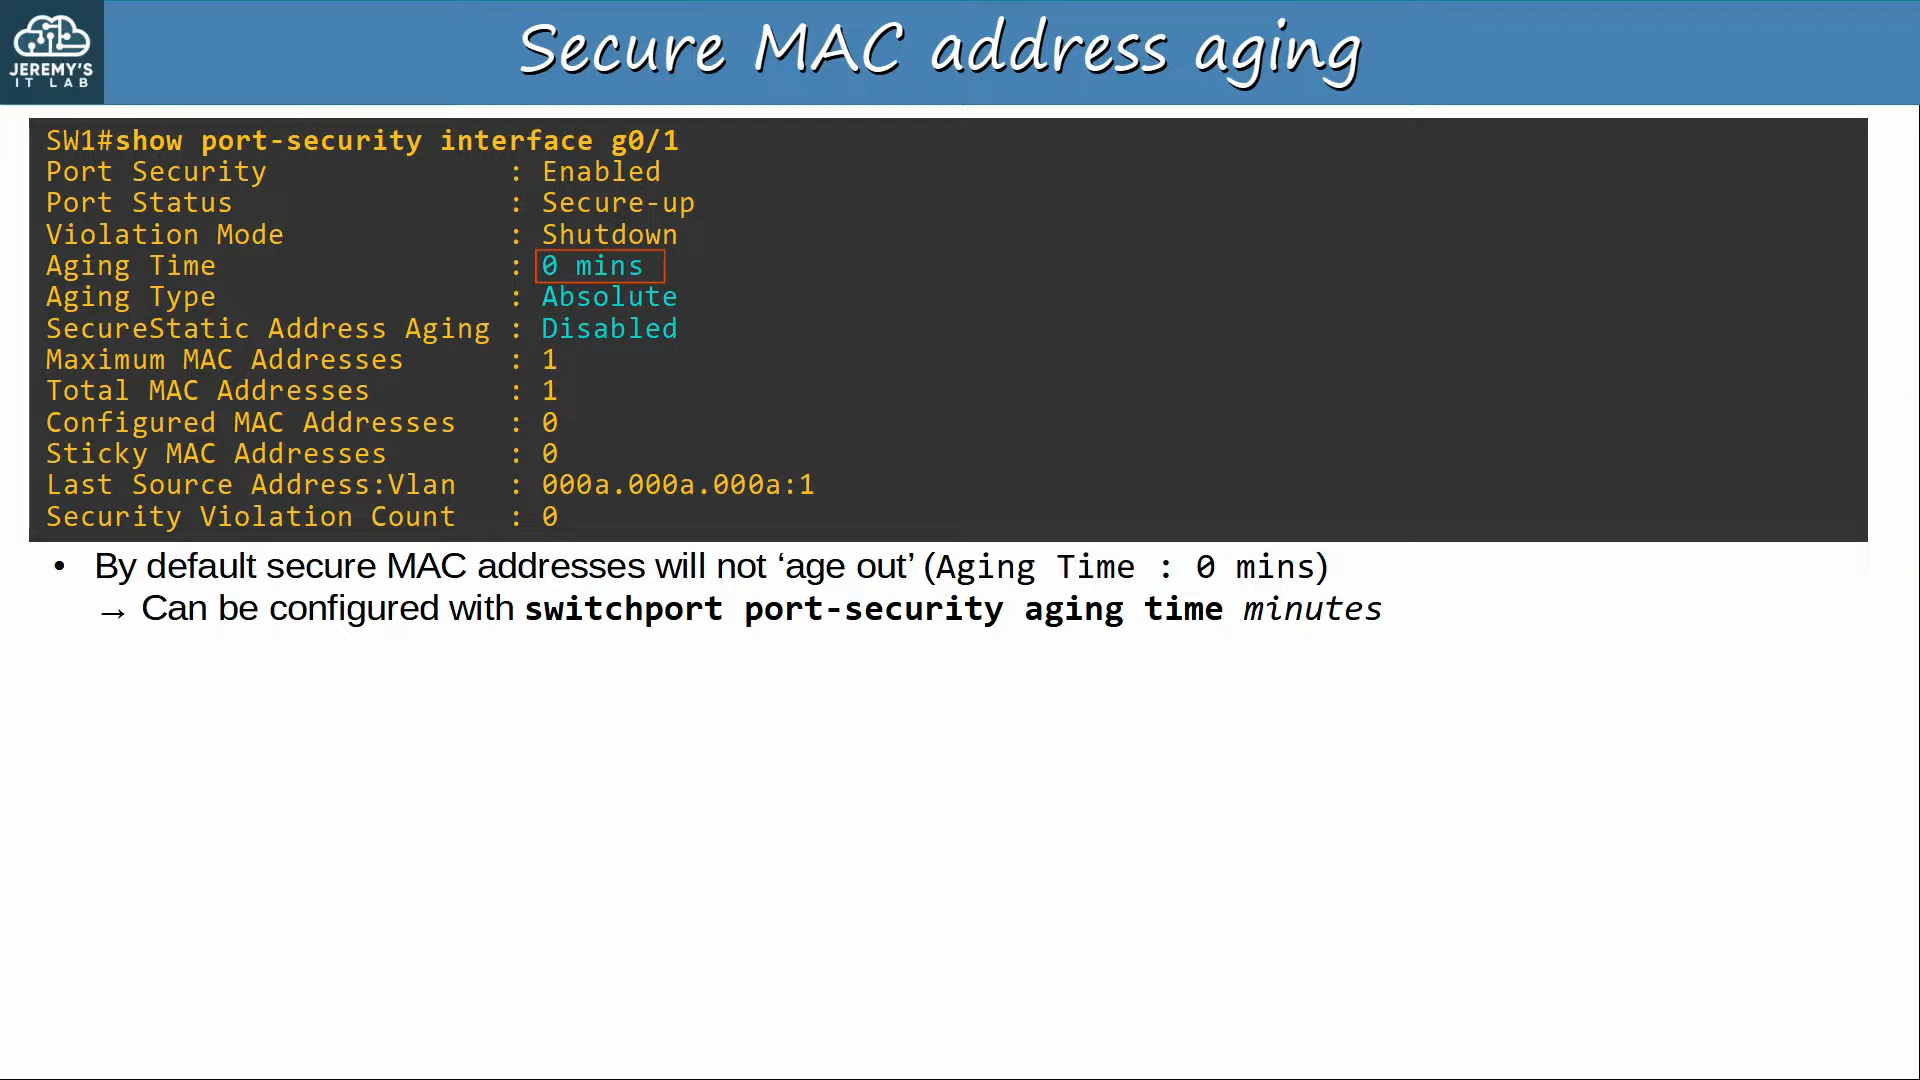 JEREMY'S
IT LAB
Secure MAC address aging
SW1#show port-security interface g0/1
Port Security : Enabled
Port Status : Secure-up
Violation Mode : Shutdown
Aging Time : 0 mins
Aging Type : Absolute
SecureStatic Address Aging : Disabled
Maximum MAC Addresses : 1
Total MAC Addresses : 1
Configured MAC Addresses : 0
Sticky MAC Addresses : 0
Last Source Address:Vlan : 000a.000a.000a:1
Security Violation Count : 0
• By default secure MAC addresses will not ‘age out’ (Aging Time : 0 mins)
→ Can be configured with switchport port-security aging time minutes